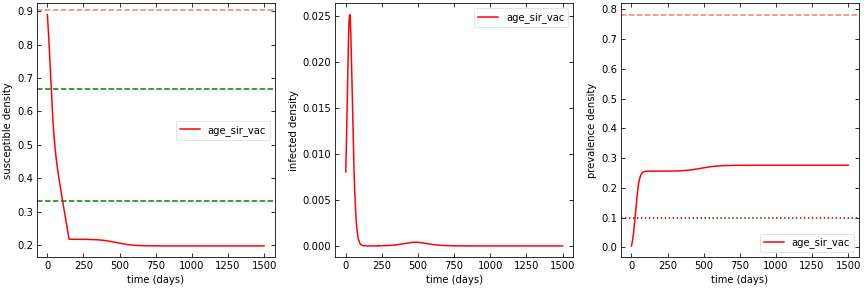 susceptible density
0.9
0.8
0.7
0.6
0.5
0.4
0.3
0.2
age_sir_vac
0 250 500 750 1000 1250 1500
time (days)
infected density
0.025
0.020
0.015
0.010
0.005
0.000
age_sir_vac
0 250 500 750 1000 1250 1500
time (days)
prevalence density
0.8
0.7
0.6
0.5
0.4
0.3
0.2
0.1
0.0
age_sir_vac
0 250 500 750 1000 1250 1500
time (days)